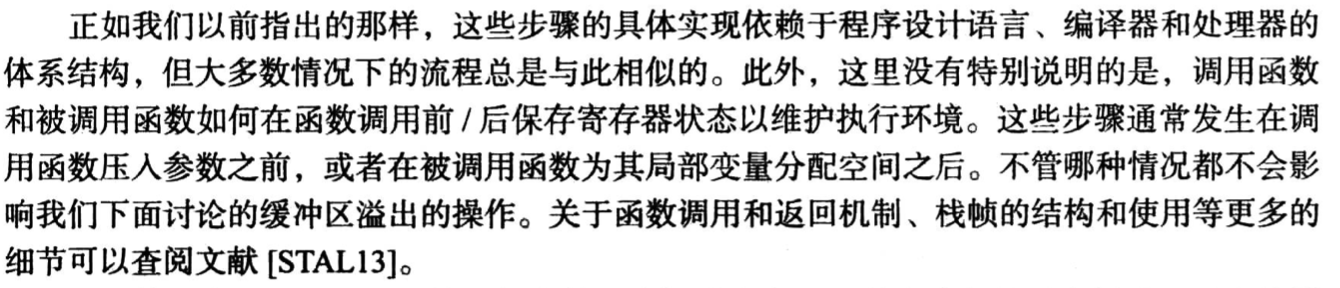 正如我们以前指出的那样，这些步骤的具体实现依赖于程序设计语言、编译器和处理器的
体系结构，但大多数情况下的流程总是与此相似的。此外，这里没有特别说明的是，调用函数
和被调用函数如何在函数调用前 / 后保存寄存器状态以维护执行环境。这些步骤通常发生在调
用函数压入参数之前，或者在被调用函数为其局部变量分配空间之后。不管哪种情况都不会影
响我们下面讨论的缓冲区溢出的操作。关于函数调用和返回机制、栈帧的结构和使用等更多的
细节可以查阅文献 [STAL13]。